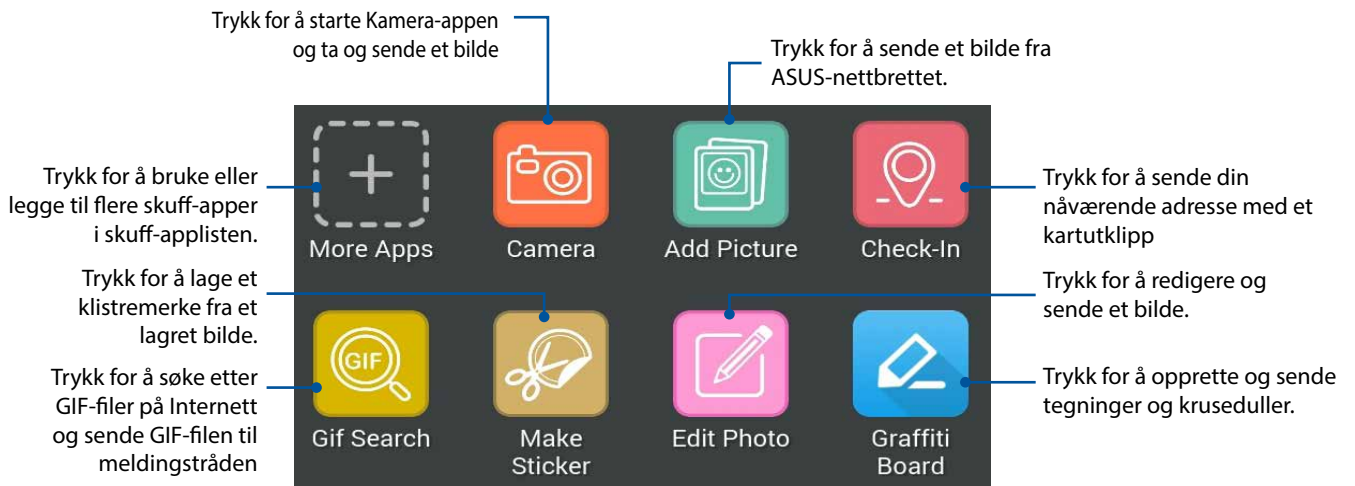 Trykk for å starte Kamera-appen
og ta og sende et bilde
Trykk for å sende et bilde fra
ASUS-nettbrettet.
Trykk for å bruke eller
legge til flere skuff-apper
i skuff-applisten.
More Apps
Camera
Add Picture
Check-In
Trykk for å sende din
nåværende adresse med et
kartutklipp
Trykk for å lage et
klistremerke fra et
lagret bilde.
Trykk for å redigere og
sende et bilde.
Trykk for å søke etter
GIF-filer på Internett
og sende GIF-filen til
meldingstråden
GIF
Gif Search
Make
Sticker
Edit Photo
Graffiti
Board
Trykk for å opprette og sende
tegninger og kruseduller.